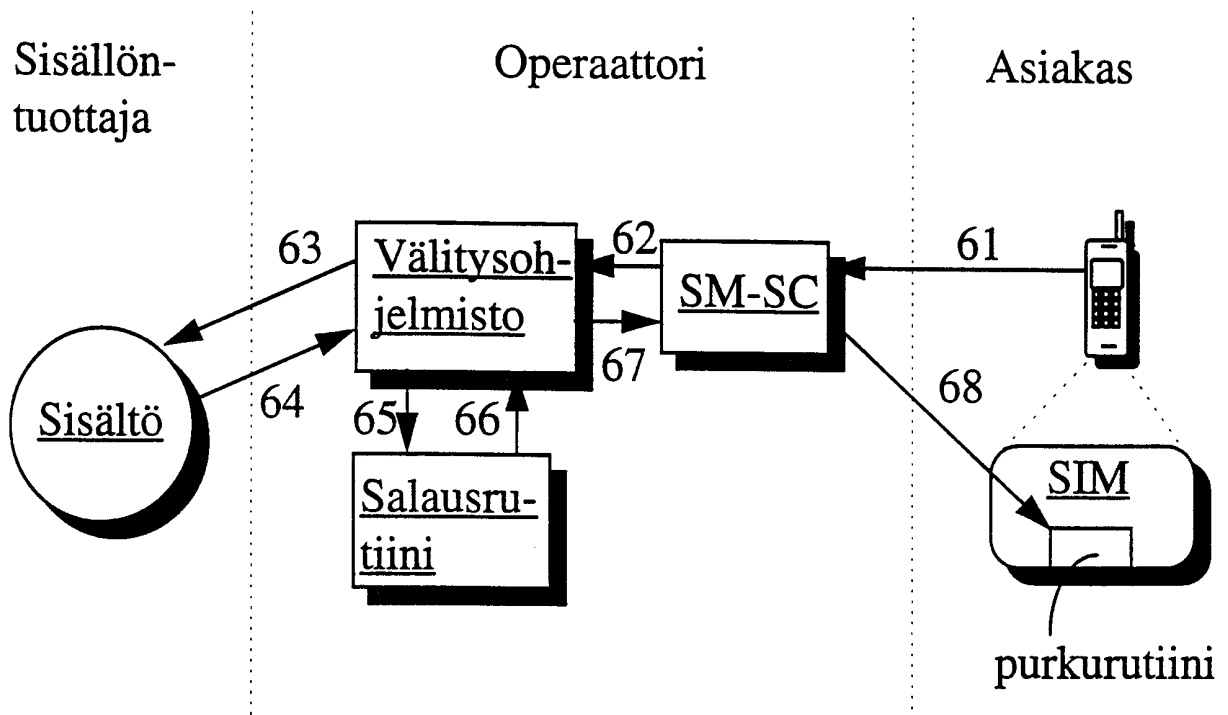 Sisällön-
tuottaja
Operaattori
Asiakas
63
Välitysoh-
jelmisto
62
SM-SC
61
67
64
Sisältö
65
66
68
Salausru-
tiini
SIM
purkurutiini